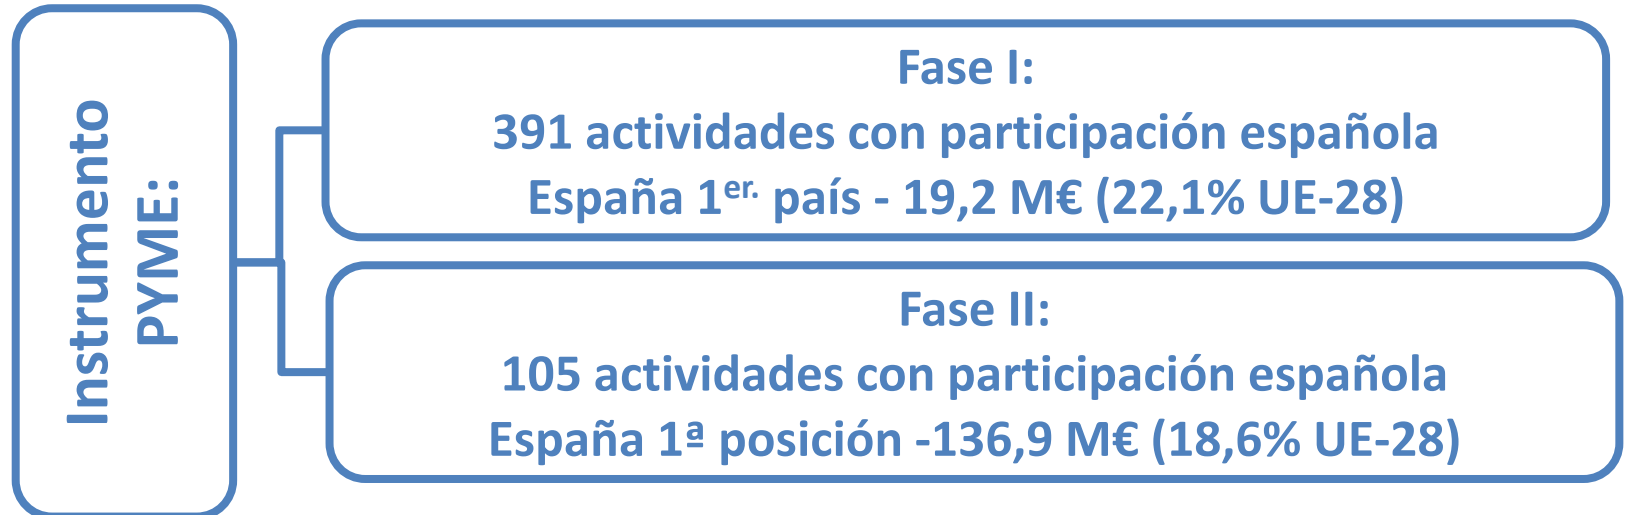 Instrumento
PYME:
Fase I:
391 actividades con participación española
España 1er. país - 19,2 M€ (22,1% UE-28)
Fase II:
105 actividades con participación española
España 1ª posición -136,9 M€ (18,6% UE-28)